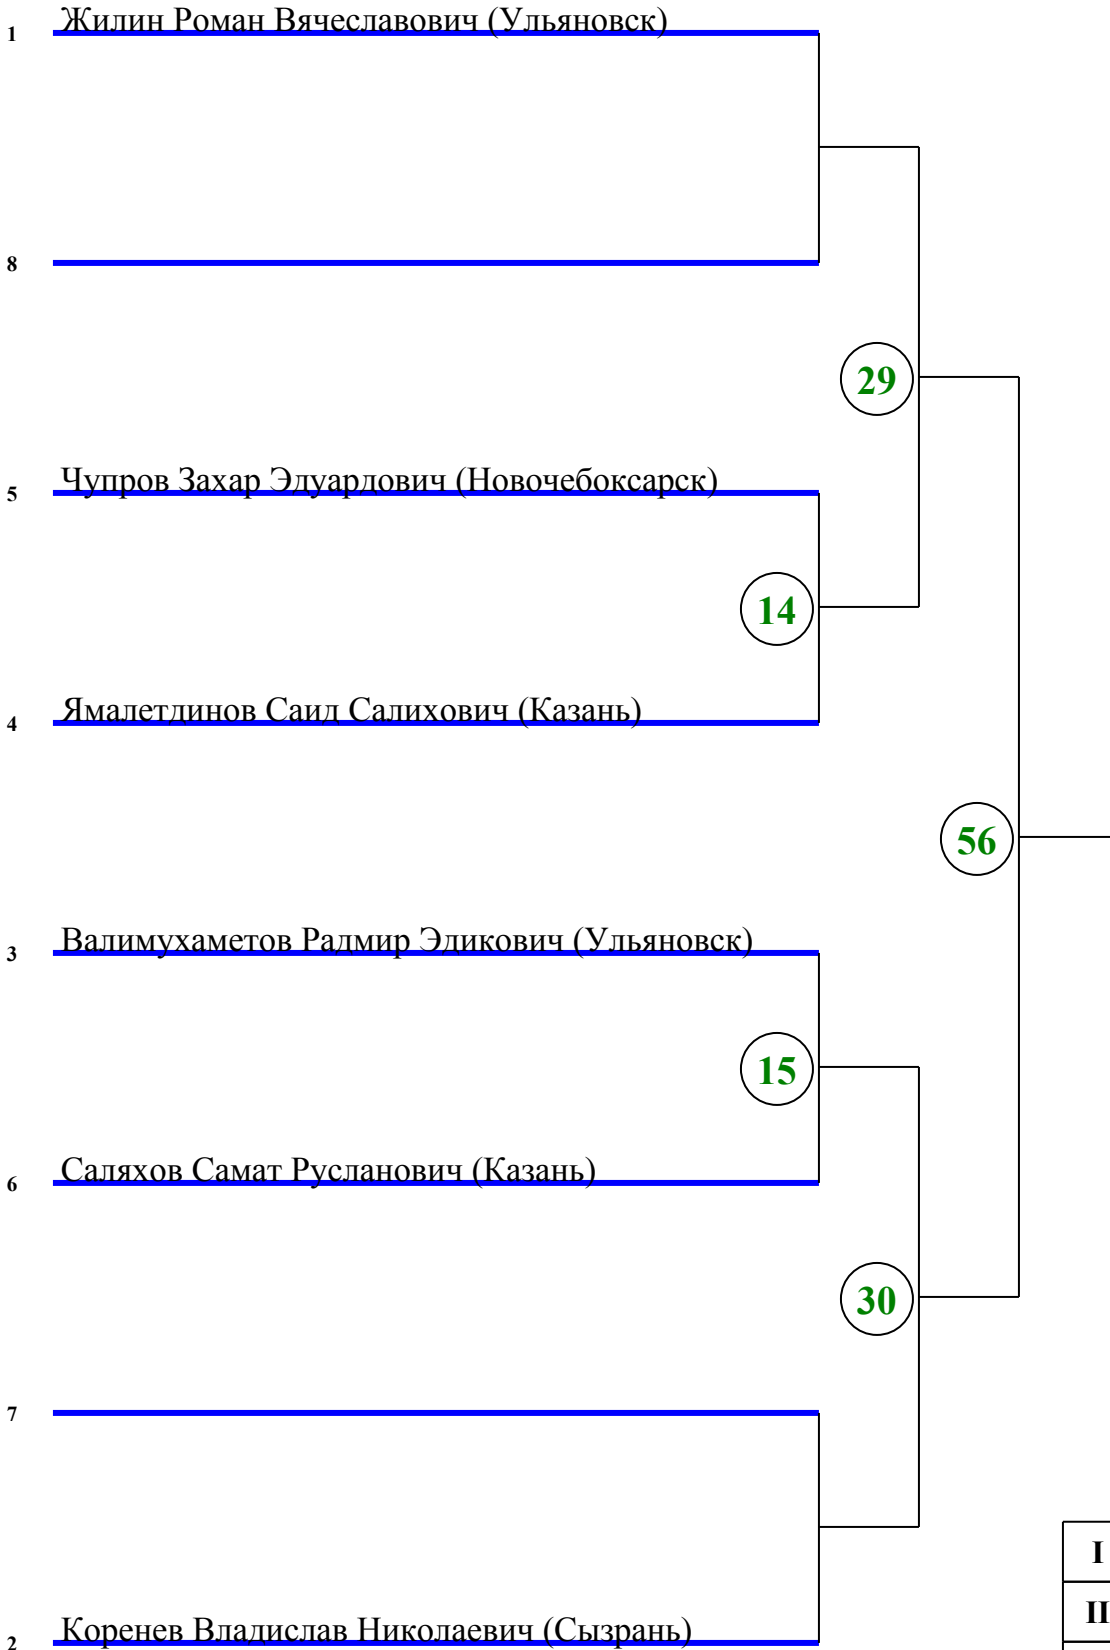 1 Жилин Роман Вячеславович (Ульяновск)
8
29
5 Чупров Захар Эдуардович (Новочебоксарск)
14
4 Ямалетдинов Саид Салихович (Казань)
56
3 Валимухаметов Радмир Эдикович (Ульяновск)
15
6 Саляхов Самат Русланович (Казань)
30
7
I
II
2 Коренев Владислав Николаевич (Сызрань)